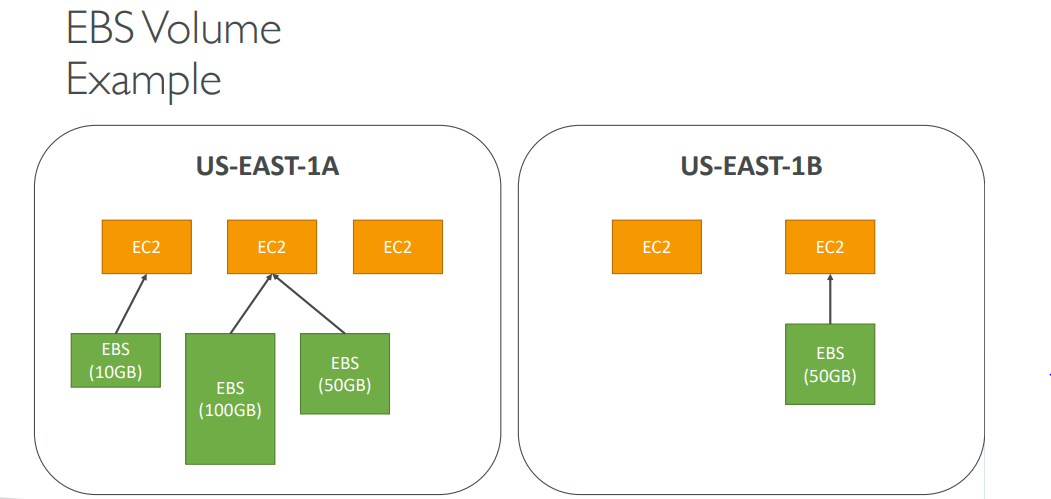 EBS Volume
Example
US-EAST-1A
EC2
EC2
EC2
EBS
(10GB)
EBS
(100GB)
EBS
(50GB)
US-EAST-1B
EC2
EC2
EBS
(50GB)